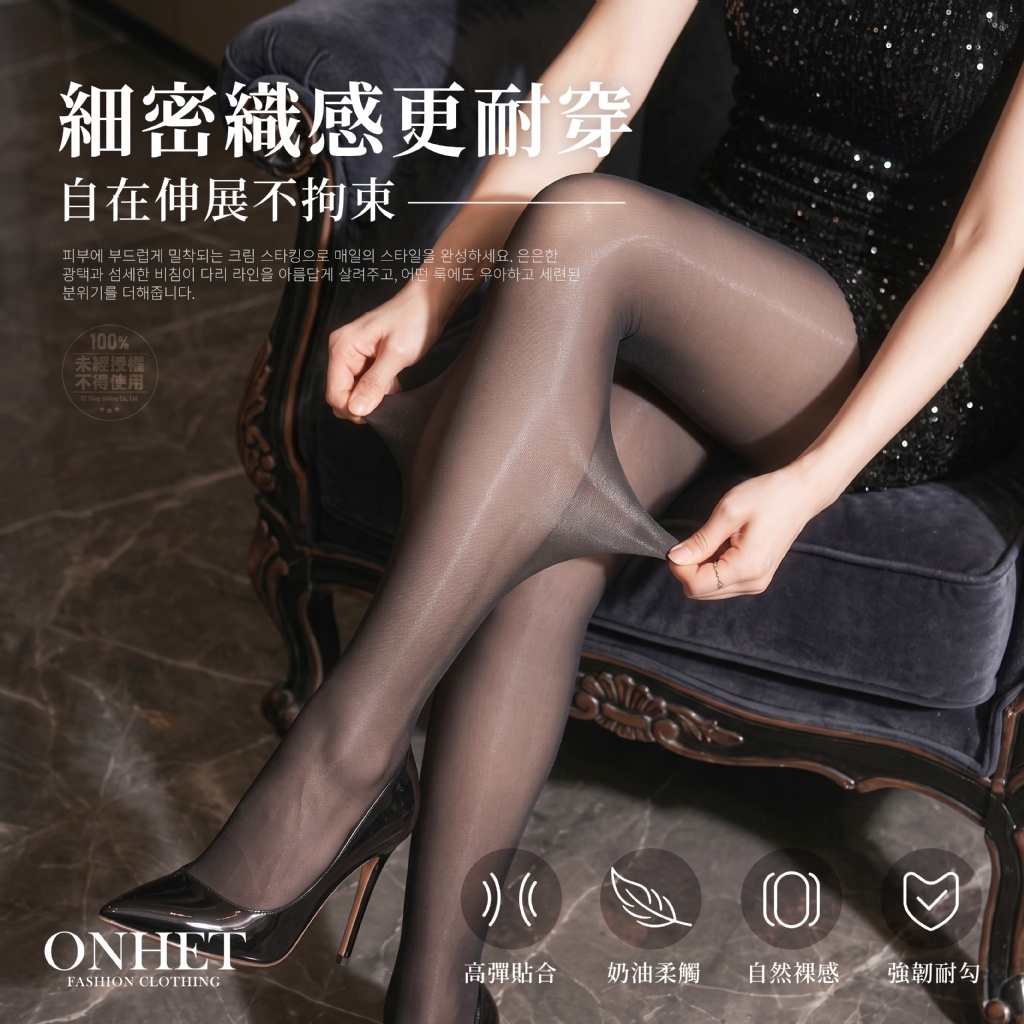 細密織感更耐穿
自在伸展不拘束
피부에 부드럽게 밀착되는 크림 스타킹으로 매일의 스타일을 완성하세요. 은은한
광택과 섬세한 비침이 다리 라인을 아름답게 살려주고, 어떤 룩에도 우아하고 세련된
분위기를 더해줍니다.
100%
未經授權
不得使用
高彈貼合
奶油柔觸
自然裸感
強韌耐勾
ONHET
FASHION CLOTHING